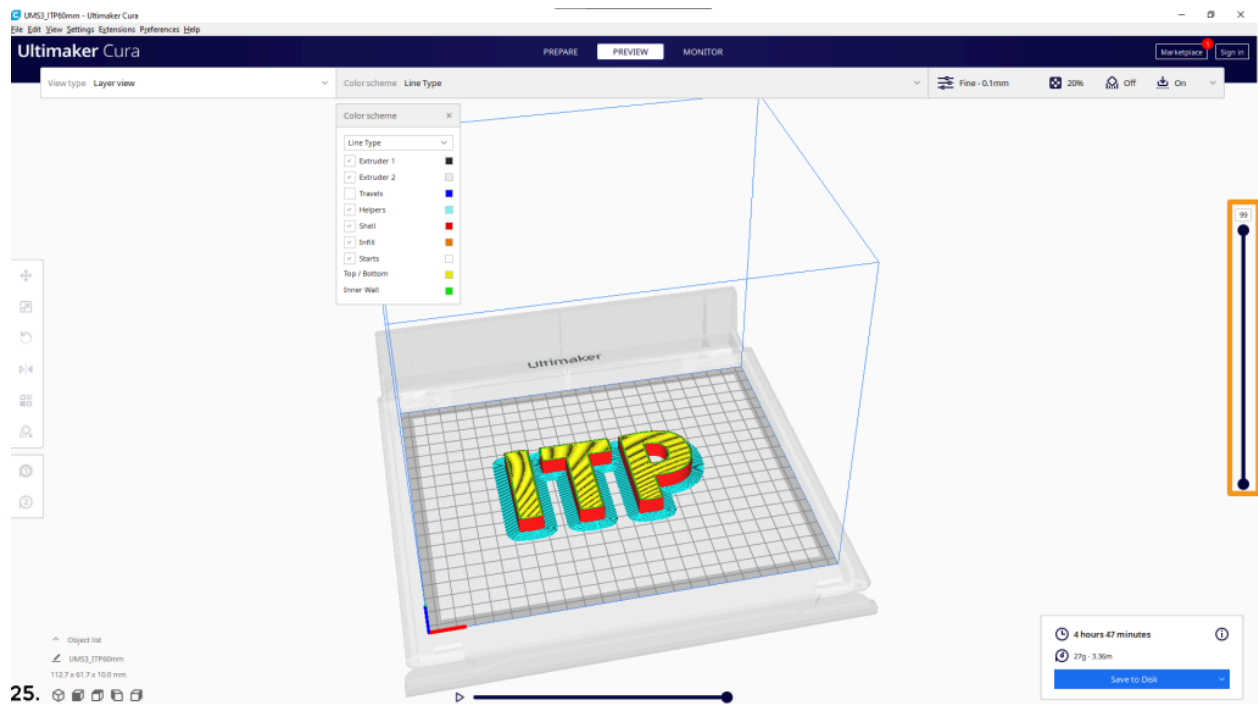 UMS3_ITP60mm - Ultimaker Cura
File Edit View Settings Extensions Preferences Help
Ultimaker Cura
PREPARE PREVIEW MONITOR
Marketplace 1 Sign in
View type Layer view
Color scheme Line Type
Fine - 0.1mm 20% Off On
Color scheme ×
Line Type
Extruder 1
Extruder 2
Travels
Helpers
Shell
Infill
Starts
Top / Bottom
Inner Wall
99
Ultimaker
ITP
Object list
UMS3_ITP60mm
112.7 x 61.7 x 10.0 mm
25.
4 hours 47 minutes
27g · 3.36m
Save to Disk
1
2